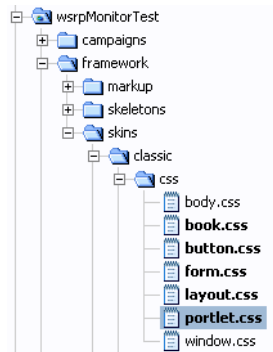 wsrpMonitorTest
campaigns
framework
markup
skeletons
skins
classic
css
body.css
book.css
button.css
form.css
layout.css
portlet.css
window.css